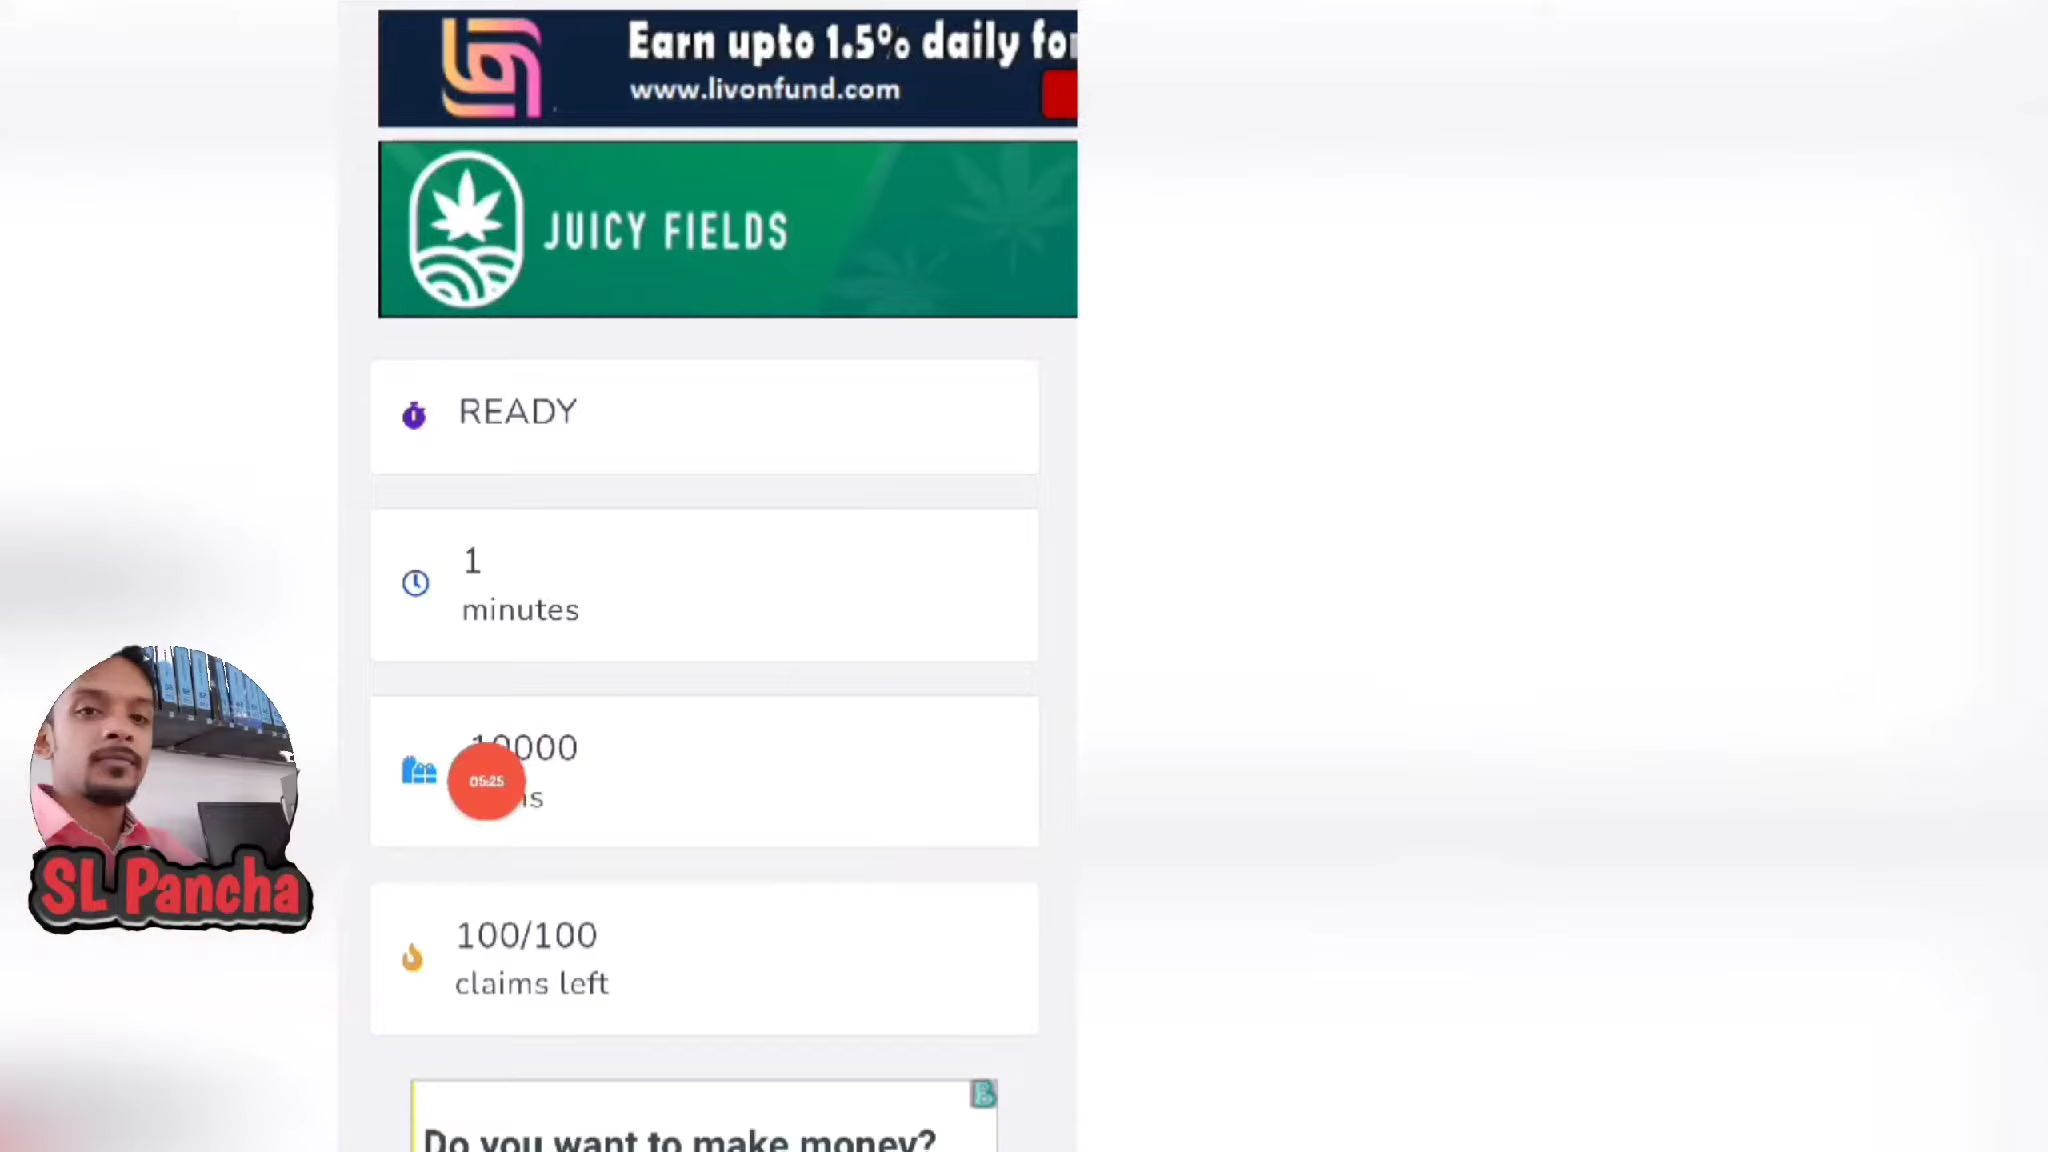 Earn upto 1.5% daily
www.livonfund.com
JUICY FIELDS
READY
1
minutes
05:25
100/100
claims left
SL Pancha
Do you want to make money?